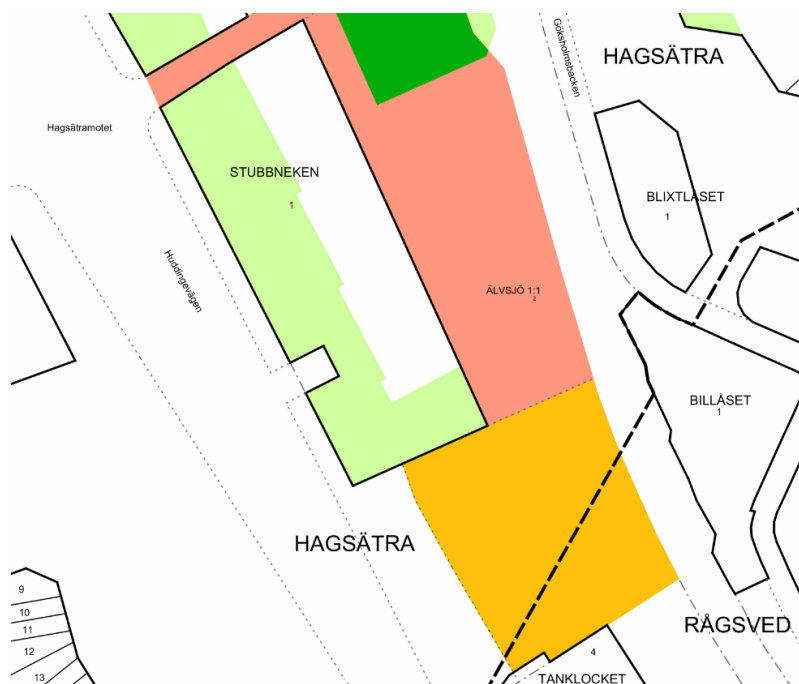 Göksholmsbacken
HAGSÄTRA
Hagsätramotet
STUBBNEKEN
1
BLIXTLÅSET
1
Huddingevägen
ÄLVSJÖ 1:1
2
BILLÅSET
1
HAGSÄTRA
9
10
11
12
13
RÅGSVED
4
TANKLOCKET